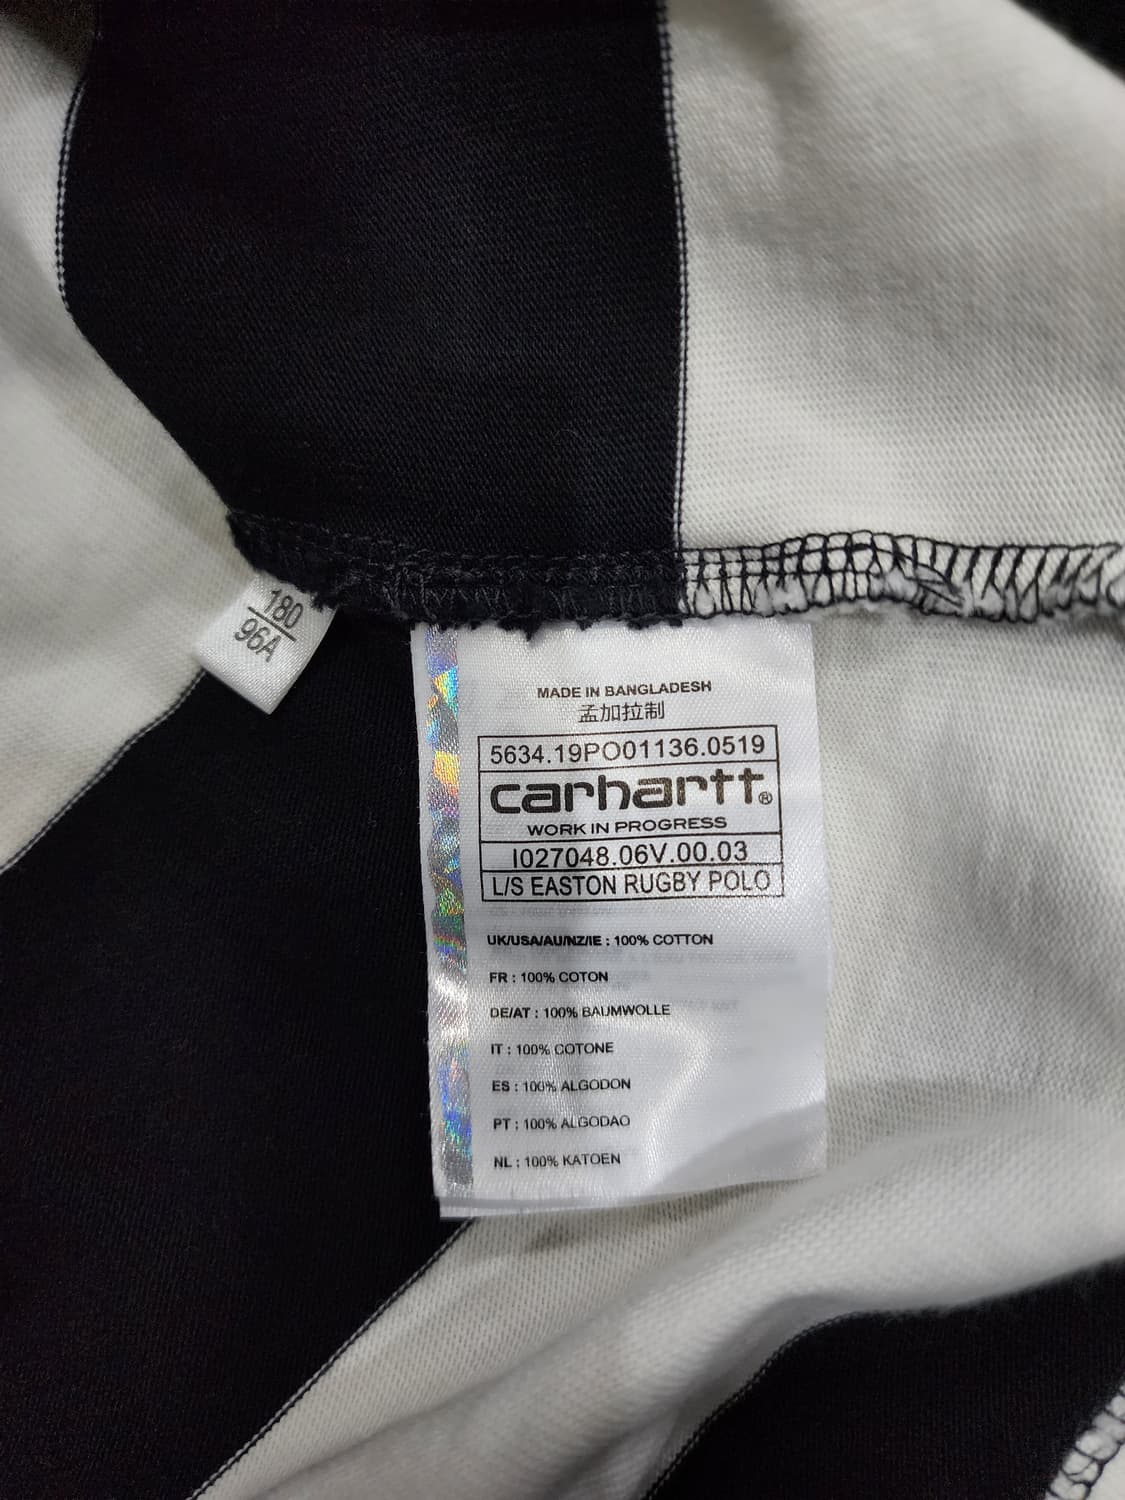 180
96A
MADE IN BANGLADESH
孟加拉制
5634.19PO01136.0519
carhartt®
WORK IN PROGRESS
I027048.06V.00.03
L/S EASTON RUGBY POLO
UK/USA/AU/NZ/IE : 100% COTTON
FR : 100% COTON
DE/AT : 100% BAUMWOLLE
IT : 100% COTONE
ES : 100% ALGODON
PT : 100% ALGODAO
NL : 100% KATOEN